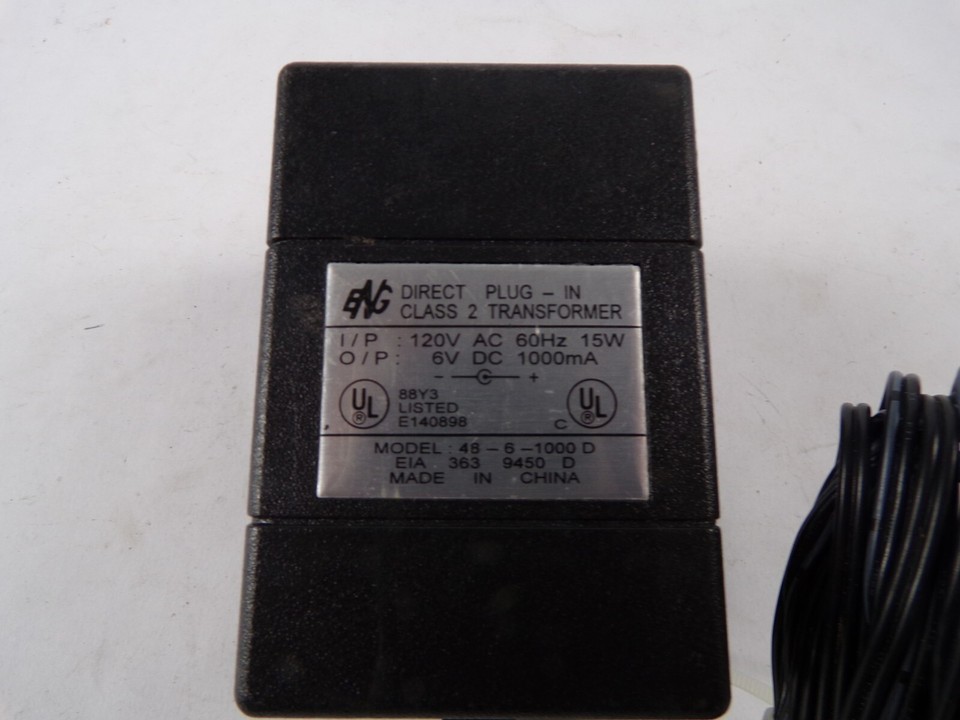 ENG DIRECT PLUG – IN
CLASS 2 TRANSFORMER
I/P : 120V AC 60Hz 15W
O/P : 6V DC 1000mA
– +
UL ® 88Y3
LISTED
E140898
C UL ®
MODEL : 48 – 6 – 1000 D
EIA 363 9450 D
MADE IN CHINA